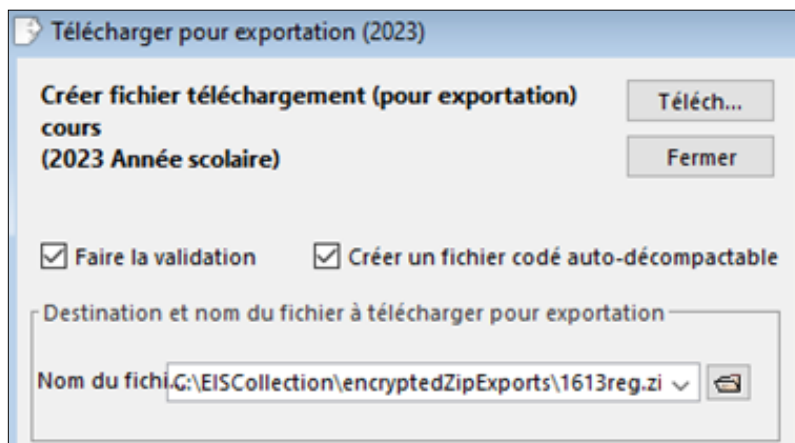 Télécharger pour exportation (2023)
Créer fichier téléchargement (pour exportation)
cours
(2023 Année scolaire)
Téléch...
Fermer
Faire la validation
Créer un fichier codé auto-décompactable
Destination et nom du fichier à télécharger pour exportation
Nom du fichi...
C:\EISCollection\encryptedZipExports\1613reg.zi